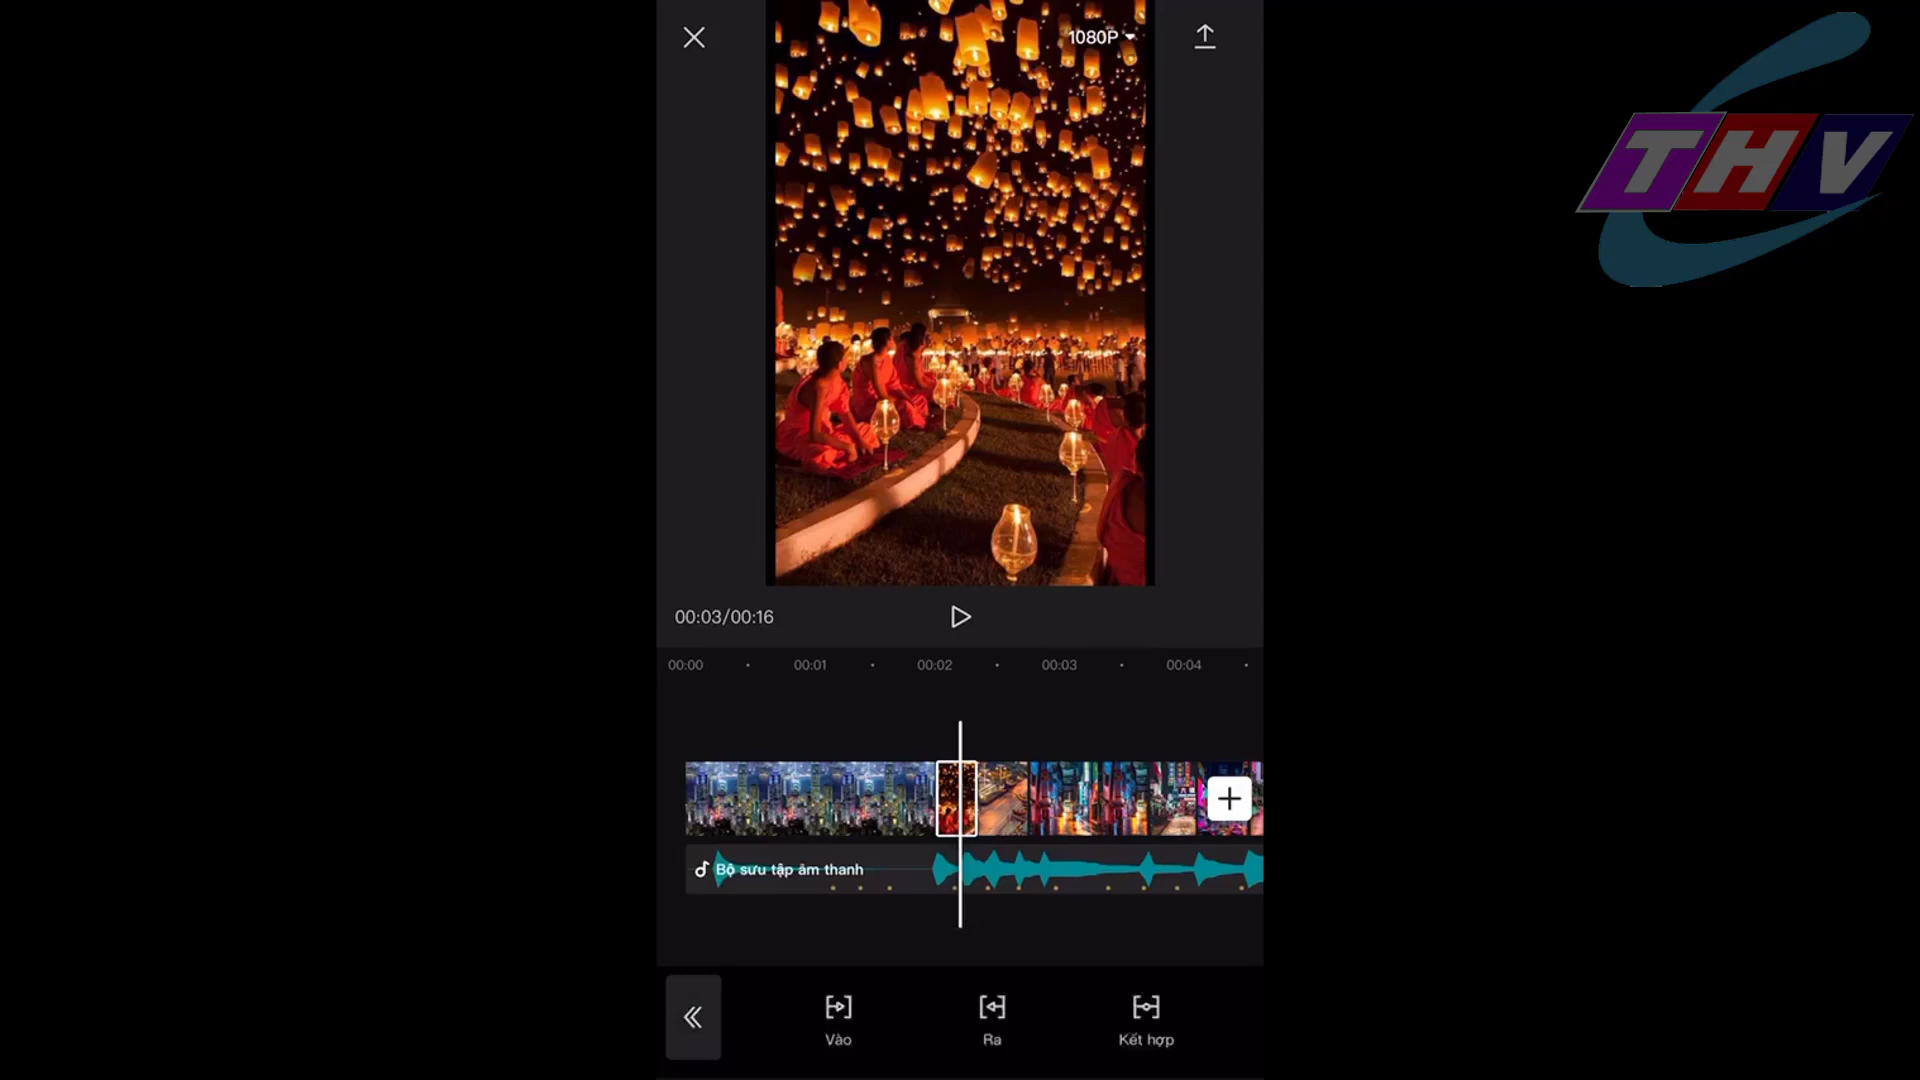 1080P
THV
00:03/00:16
00:00 00:01 00:02 00:03 00:04
Bộ sưu tập âm thanh
Vào Ra Kết hợp